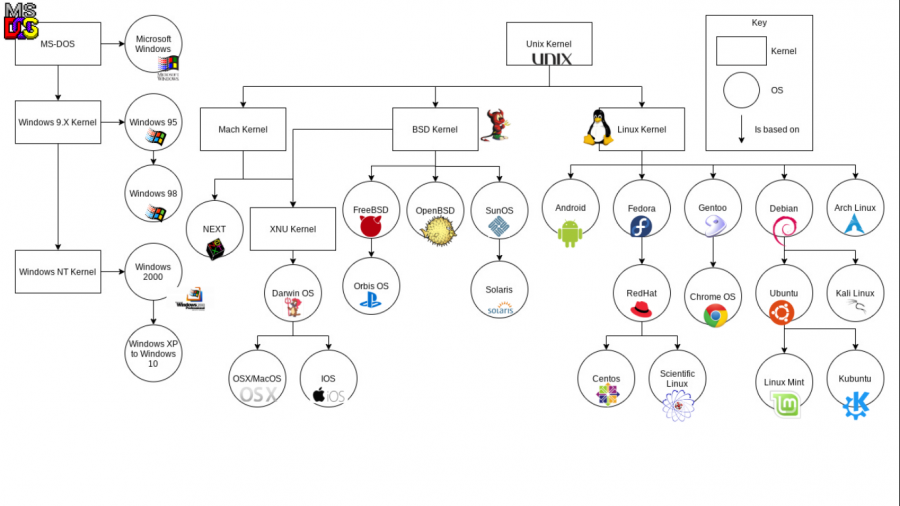 MS
DOS
MS-DOS
Microsoft
Windows
MICROSOFT
WINDOWS
Unix Kernel
UNIX
Key
Kernel
OS
Is based on
Windows 9.X Kernel
Windows 95
Mach Kernel
BSD Kernel
Linux Kernel
Windows 98
NEXT
XNU Kernel
FreeBSD
OpenBSD
SunOS
Android
Fedora
Gentoo
Debian
Arch Linux
Windows NT Kernel
Windows
2000
Darwin OS
Orbis OS
Solaris
solaris
RedHat
Chrome OS
Ubuntu
Kali Linux
Windows XP
to Windows
10
OSX/MacOS
OS X
IOS
iOS
Centos
Scientific
Linux
Linux Mint
Kubuntu